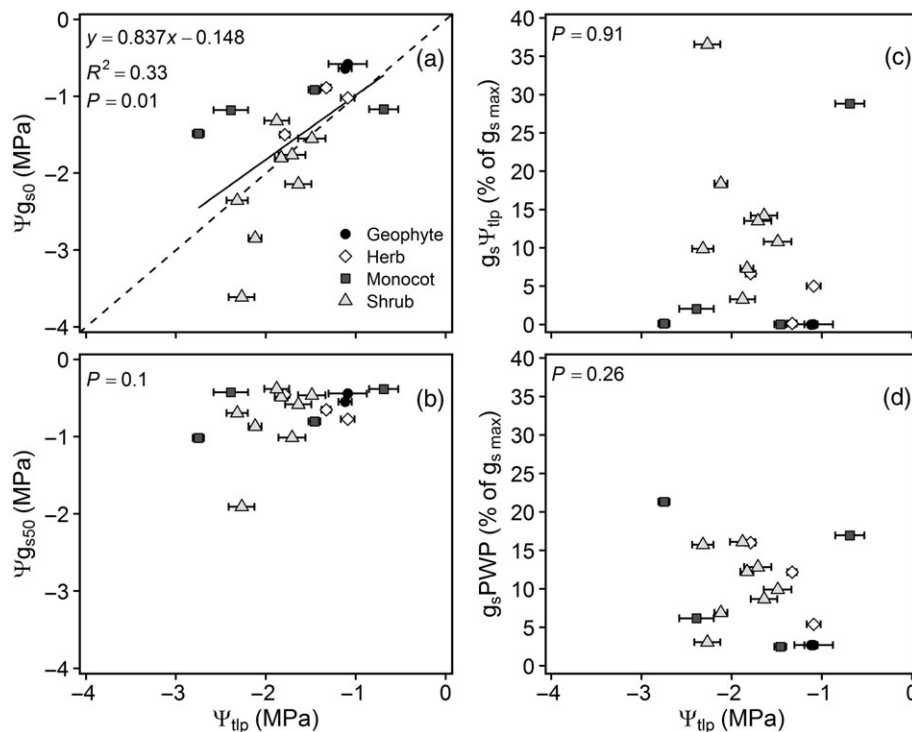 y = 0.837x − 0.148
R² = 0.33
P = 0.01
(a)
0
−1
−2
−3
−4
Ψgs0 (MPa)
Geophyte
Herb
Monocot
Shrub
P = 0.91
(c)
40
35
30
25
20
15
10
5
0
gsΨtlp (% of gs max)
P = 0.1
(b)
0
−1
−2
−3
−4
Ψgs50 (MPa)
−4 −3 −2 −1 0
Ψtlp (MPa)
P = 0.26
(d)
40
35
30
25
20
15
10
5
0
gsPWP (% of gs max)
−4 −3 −2 −1 0
Ψtlp (MPa)